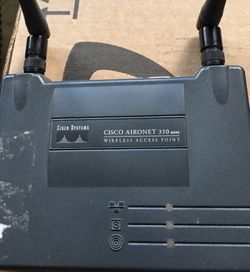 CISCO SYSTEMS
CISCO AIRONET 350 SERIES
WIRELESS ACCESS POINT